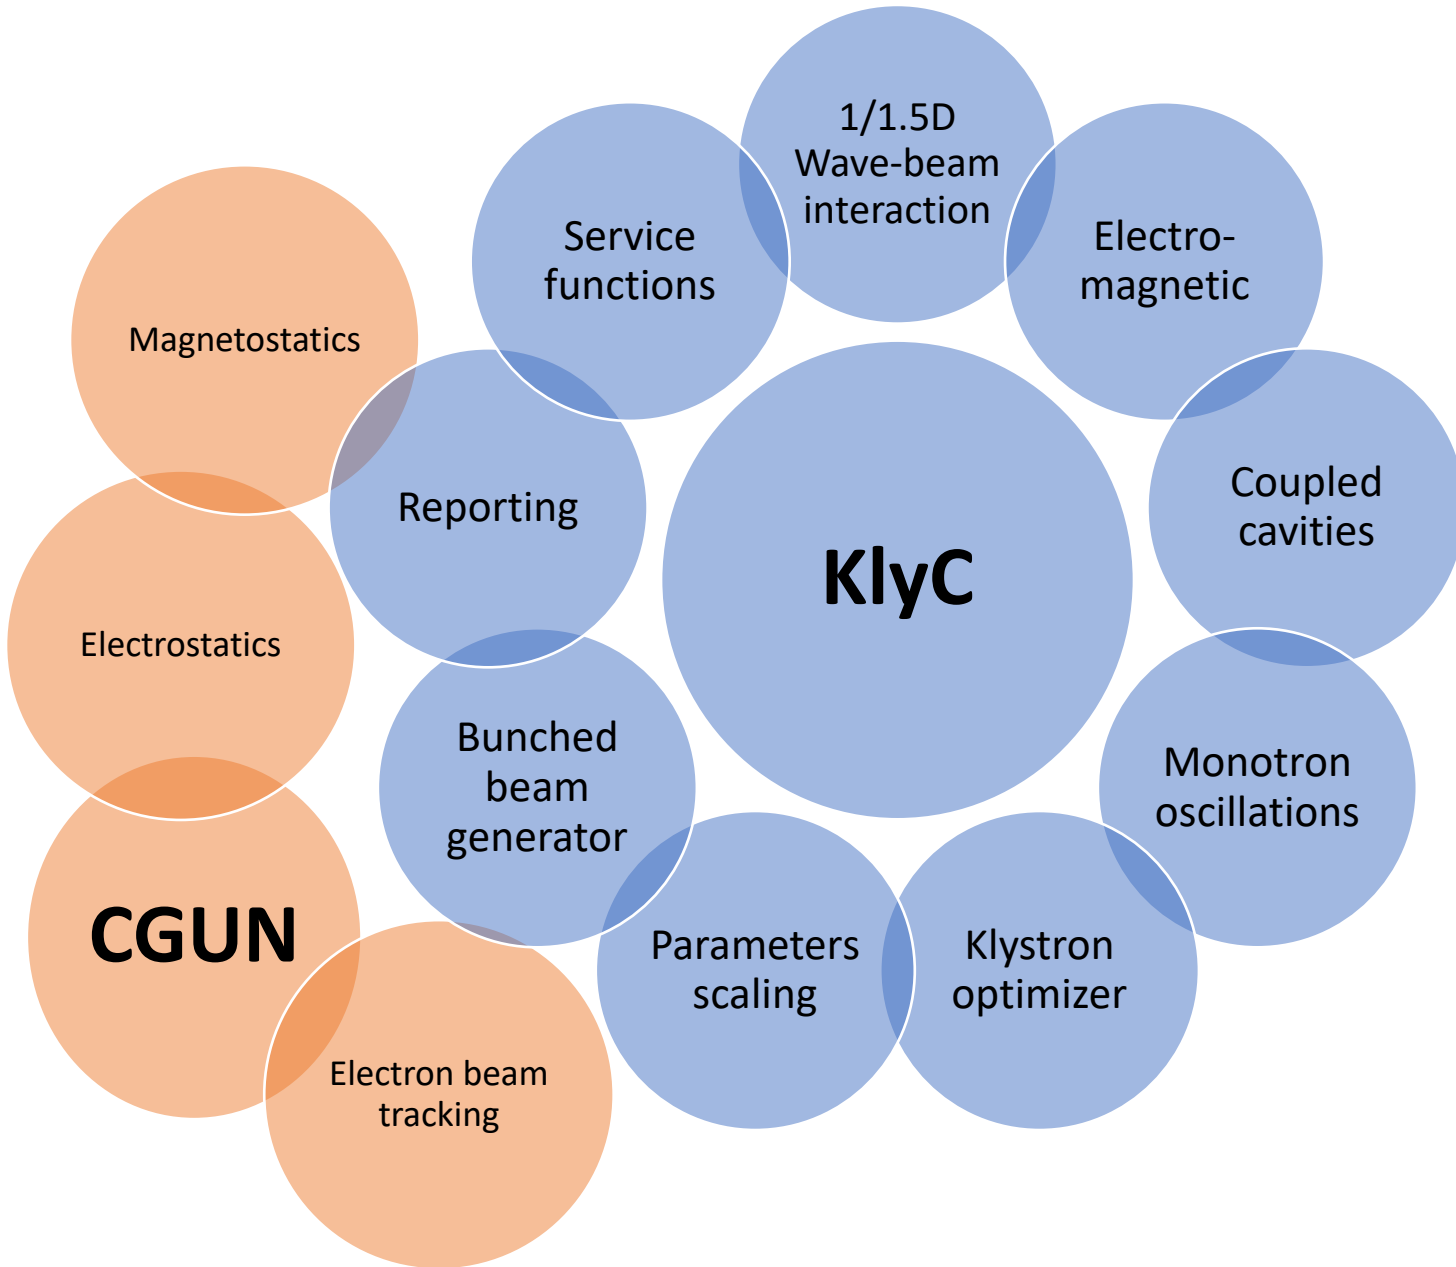 1/1.5D
Wave-beam
interaction
Service
functions
Electro-
magnetic
Magnetostatics
Reporting
Coupled
cavities
KlyC
Electrostatics
Bunched
beam
generator
Monotron
oscillations
CGUN
Parameters
scaling
Klystron
optimizer
Electron beam
tracking